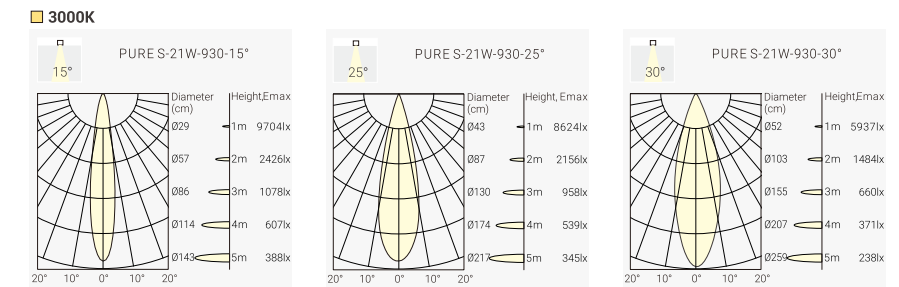 3000K
15°
PURE S-21W-930-15°
Diameter (cm) Height,Emax
Ø29 1m 9704lx
Ø57 2m 2426lx
Ø86 3m 1078lx
Ø114 4m 607lx
Ø143 5m 388lx
20° 10° 0° 10° 20°
25°
PURE S-21W-930-25°
Diameter (cm) Height, Emax
Ø43 1m 8624lx
Ø87 2m 2156lx
Ø130 3m 958lx
Ø174 4m 539lx
Ø217 5m 345lx
20° 10° 0° 10° 20°
30°
PURE S-21W-930-30°
Diameter (cm) Height,Emax
Ø52 1m 5937lx
Ø103 2m 1484lx
Ø155 3m 660lx
Ø207 4m 371lx
Ø259 5m 238lx
20° 10° 0° 10° 20°